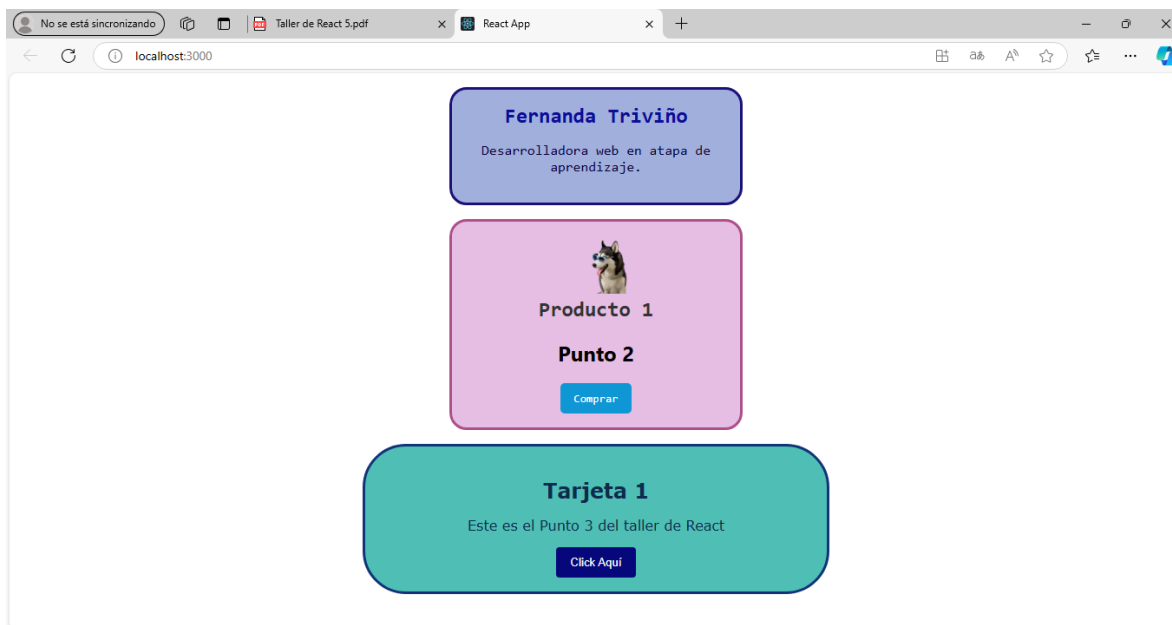 No se está sincronizando
Taller de React 5.pdf
React App
localhost:3000
Fernanda Triviño
Desarrolladora web en atapa de
aprendizaje.
Producto 1
Punto 2
Comprar
Tarjeta 1
Este es el Punto 3 del taller de React
Click Aquí